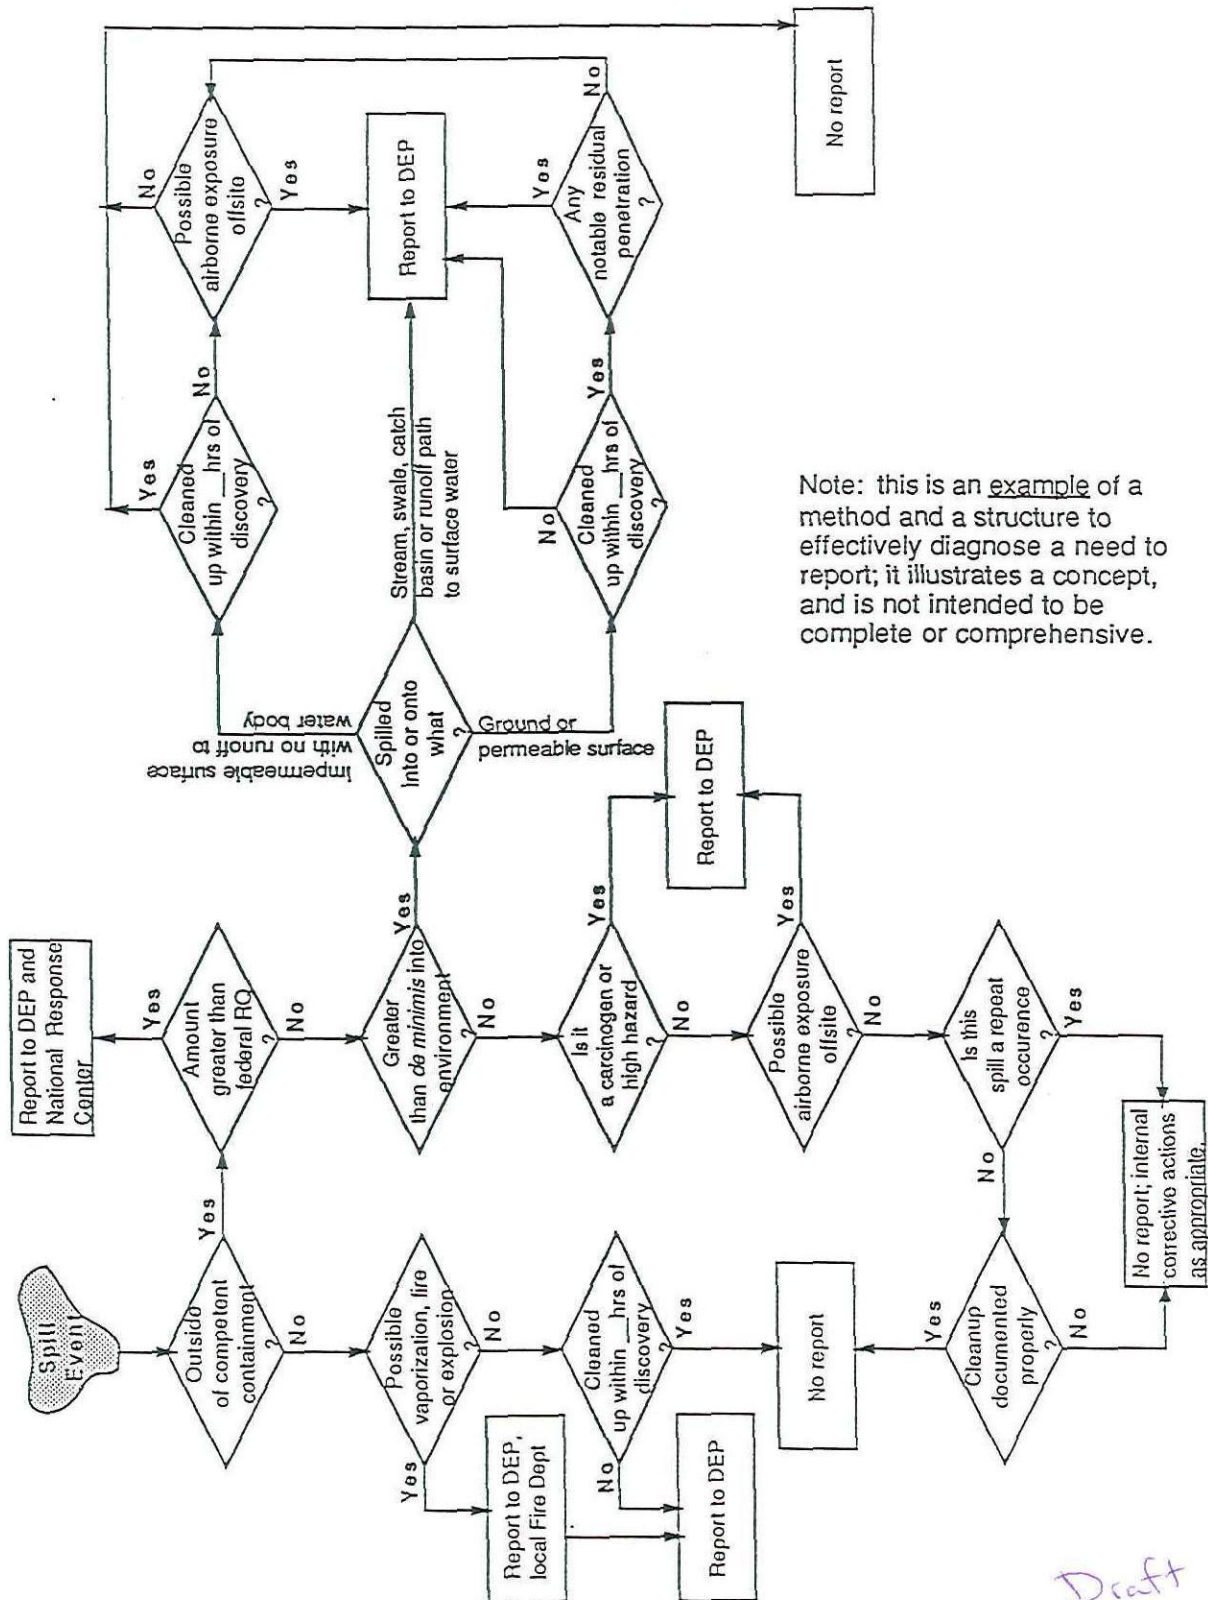 Spill
Event
Outside
of competent
containment
?
Yes
No
Possible
vaporization, fire
or explosion
?
Yes
No
Report to DEP,
local Fire Dept
Cleaned
up within __hrs of
discovery
?
No
Yes
Report to DEP
No report
Report to DEP and
National Response
Center
Amount
greater than
federal RQ
?
Yes
No
Greater
than de minimis into
environment
?
Yes
No
Is it
a carcinogen or
high hazard
?
Yes
No
Possible
airborne exposure
offsite
?
Yes
No
Report to DEP
Is this
spill a repeat
occurence
?
Yes
No
Cleanup
documented
properly
?
Yes
No
No report; internal
corrective actions
as appropriate.
Spilled
into or onto
what
?
Impermeable surface
with no runoff to
water body
Stream, swale, catch
basin or runoff path
to surface water
Ground or
permeable surface
Cleaned
up within __hrs of
discovery
?
Yes
No
Possible
airborne exposure
offsite
?
No
Yes
Report to DEP
Cleaned
up within __hrs of
discovery
?
No
Yes
Any
notable residual
penetration
?
Yes
No
No report
Note: this is an example of a
method and a structure to
effectively diagnose a need to
report; it illustrates a concept,
and is not intended to be
complete or comprehensive.
Draft